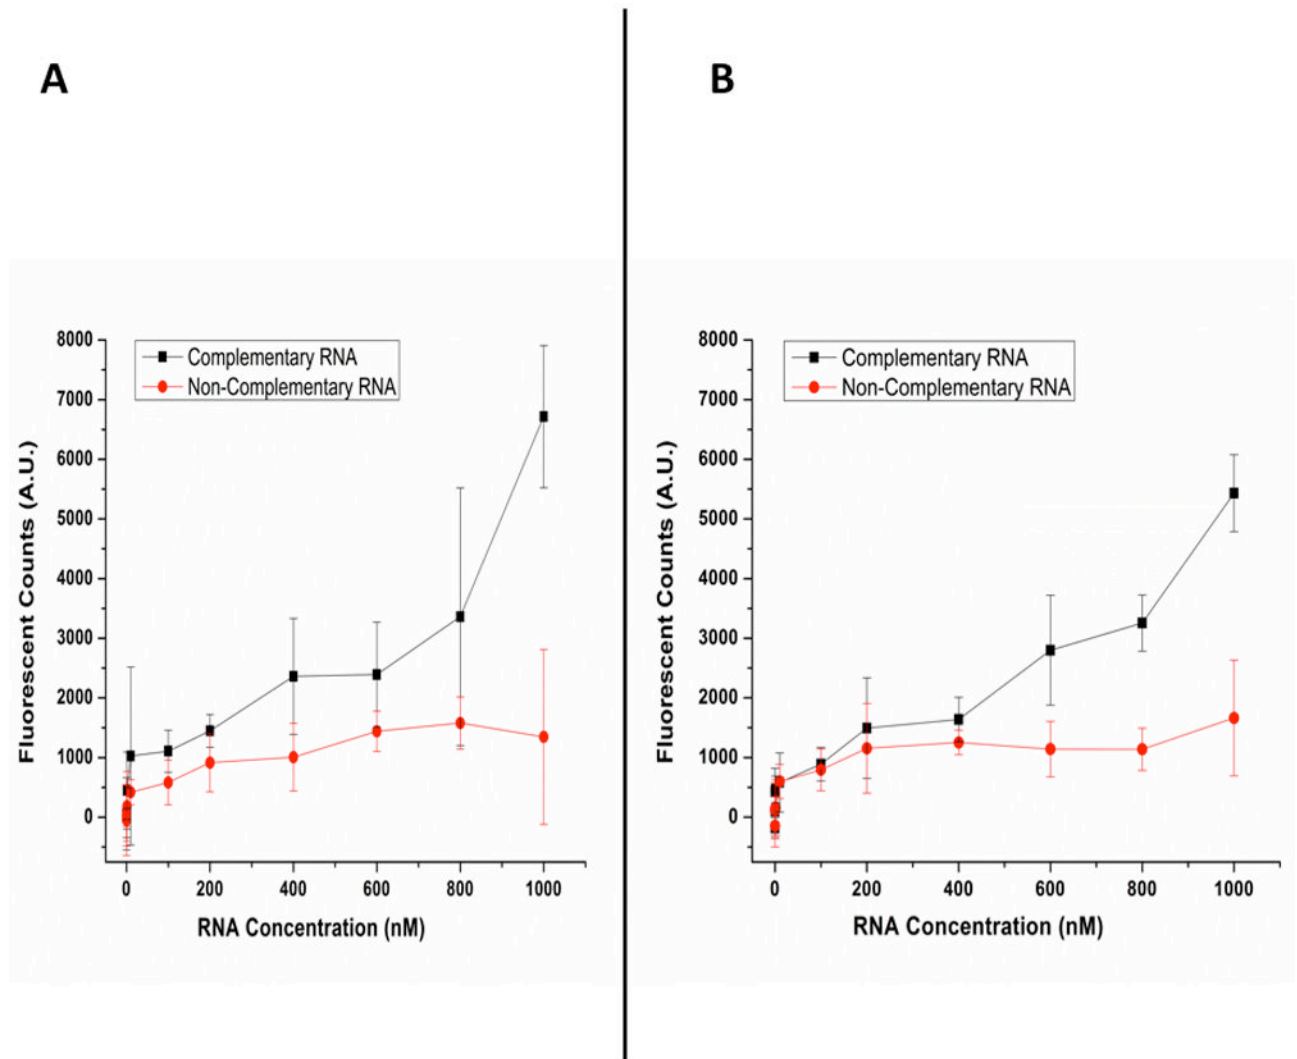 A
8000
7000
6000
5000
4000
3000
2000
1000
0
Fluorescent Counts (A.U.)
Complementary RNA
Non-Complementary RNA
0 200 400 600 800 1000
RNA Concentration (nM)
B
8000
7000
6000
5000
4000
3000
2000
1000
0
Fluorescent Counts (A.U.)
Complementary RNA
Non-Complementary RNA
0 200 400 600 800 1000
RNA Concentration (nM)